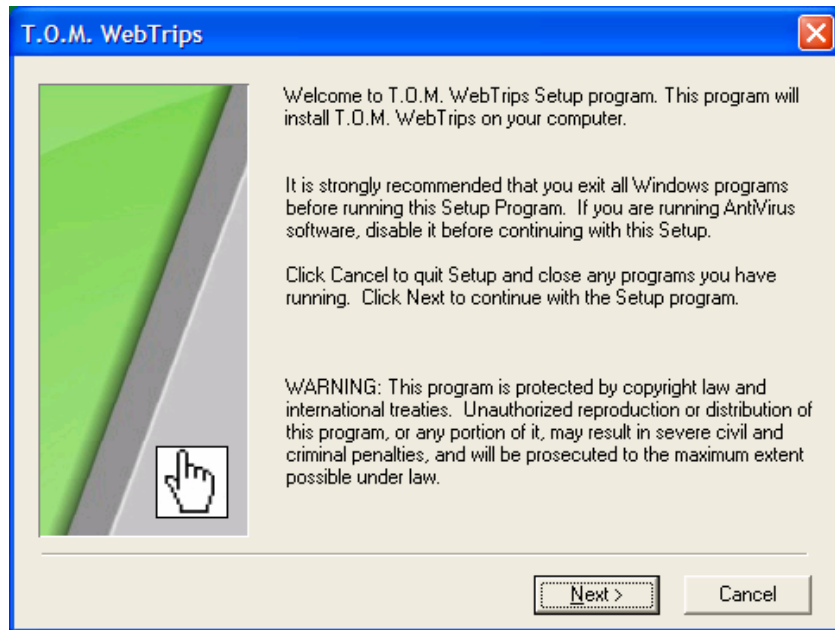 T.O.M. WebTrips
Welcome to T.O.M. WebTrips Setup program. This program will
install T.O.M. WebTrips on your computer.
It is strongly recommended that you exit all Windows programs
before running this Setup Program.  If you are running AntiVirus
software, disable it before continuing with this Setup.
Click Cancel to quit Setup and close any programs you have
running.  Click Next to continue with the Setup program.
WARNING: This program is protected by copyright law and
international treaties.  Unauthorized reproduction or distribution of
this program, or any portion of it, may result in severe civil and
criminal penalties, and will be prosecuted to the maximum extent
possible under law.
Next >
Cancel